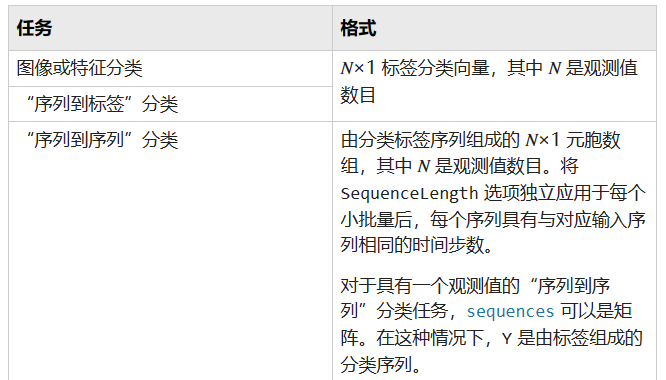 任务
格式
图像或特征分类
N×1 标签分类向量，其中 N 是观测值
数目
“序列到标签”分类
“序列到序列”分类
由分类标签序列组成的 N×1 元胞数
组，其中 N 是观测值数目。将
SequenceLength 选项独立应用于每个
小批量后，每个序列具有与对应输入序
列相同的时间步数。
对于具有一个观测值的“序列到序
列”分类任务，sequences 可以是矩
阵。在这种情况下，Y 是由标签组成的
分类序列。